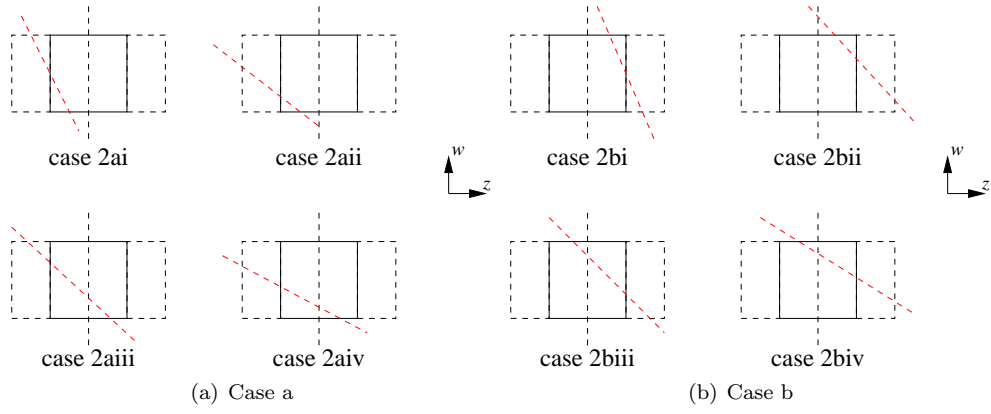 case 2ai
case 2aii
case 2bi
case 2bii
w
z
w
z
case 2aiii
case 2aiv
case 2biii
case 2biv
(a) Case a
(b) Case b